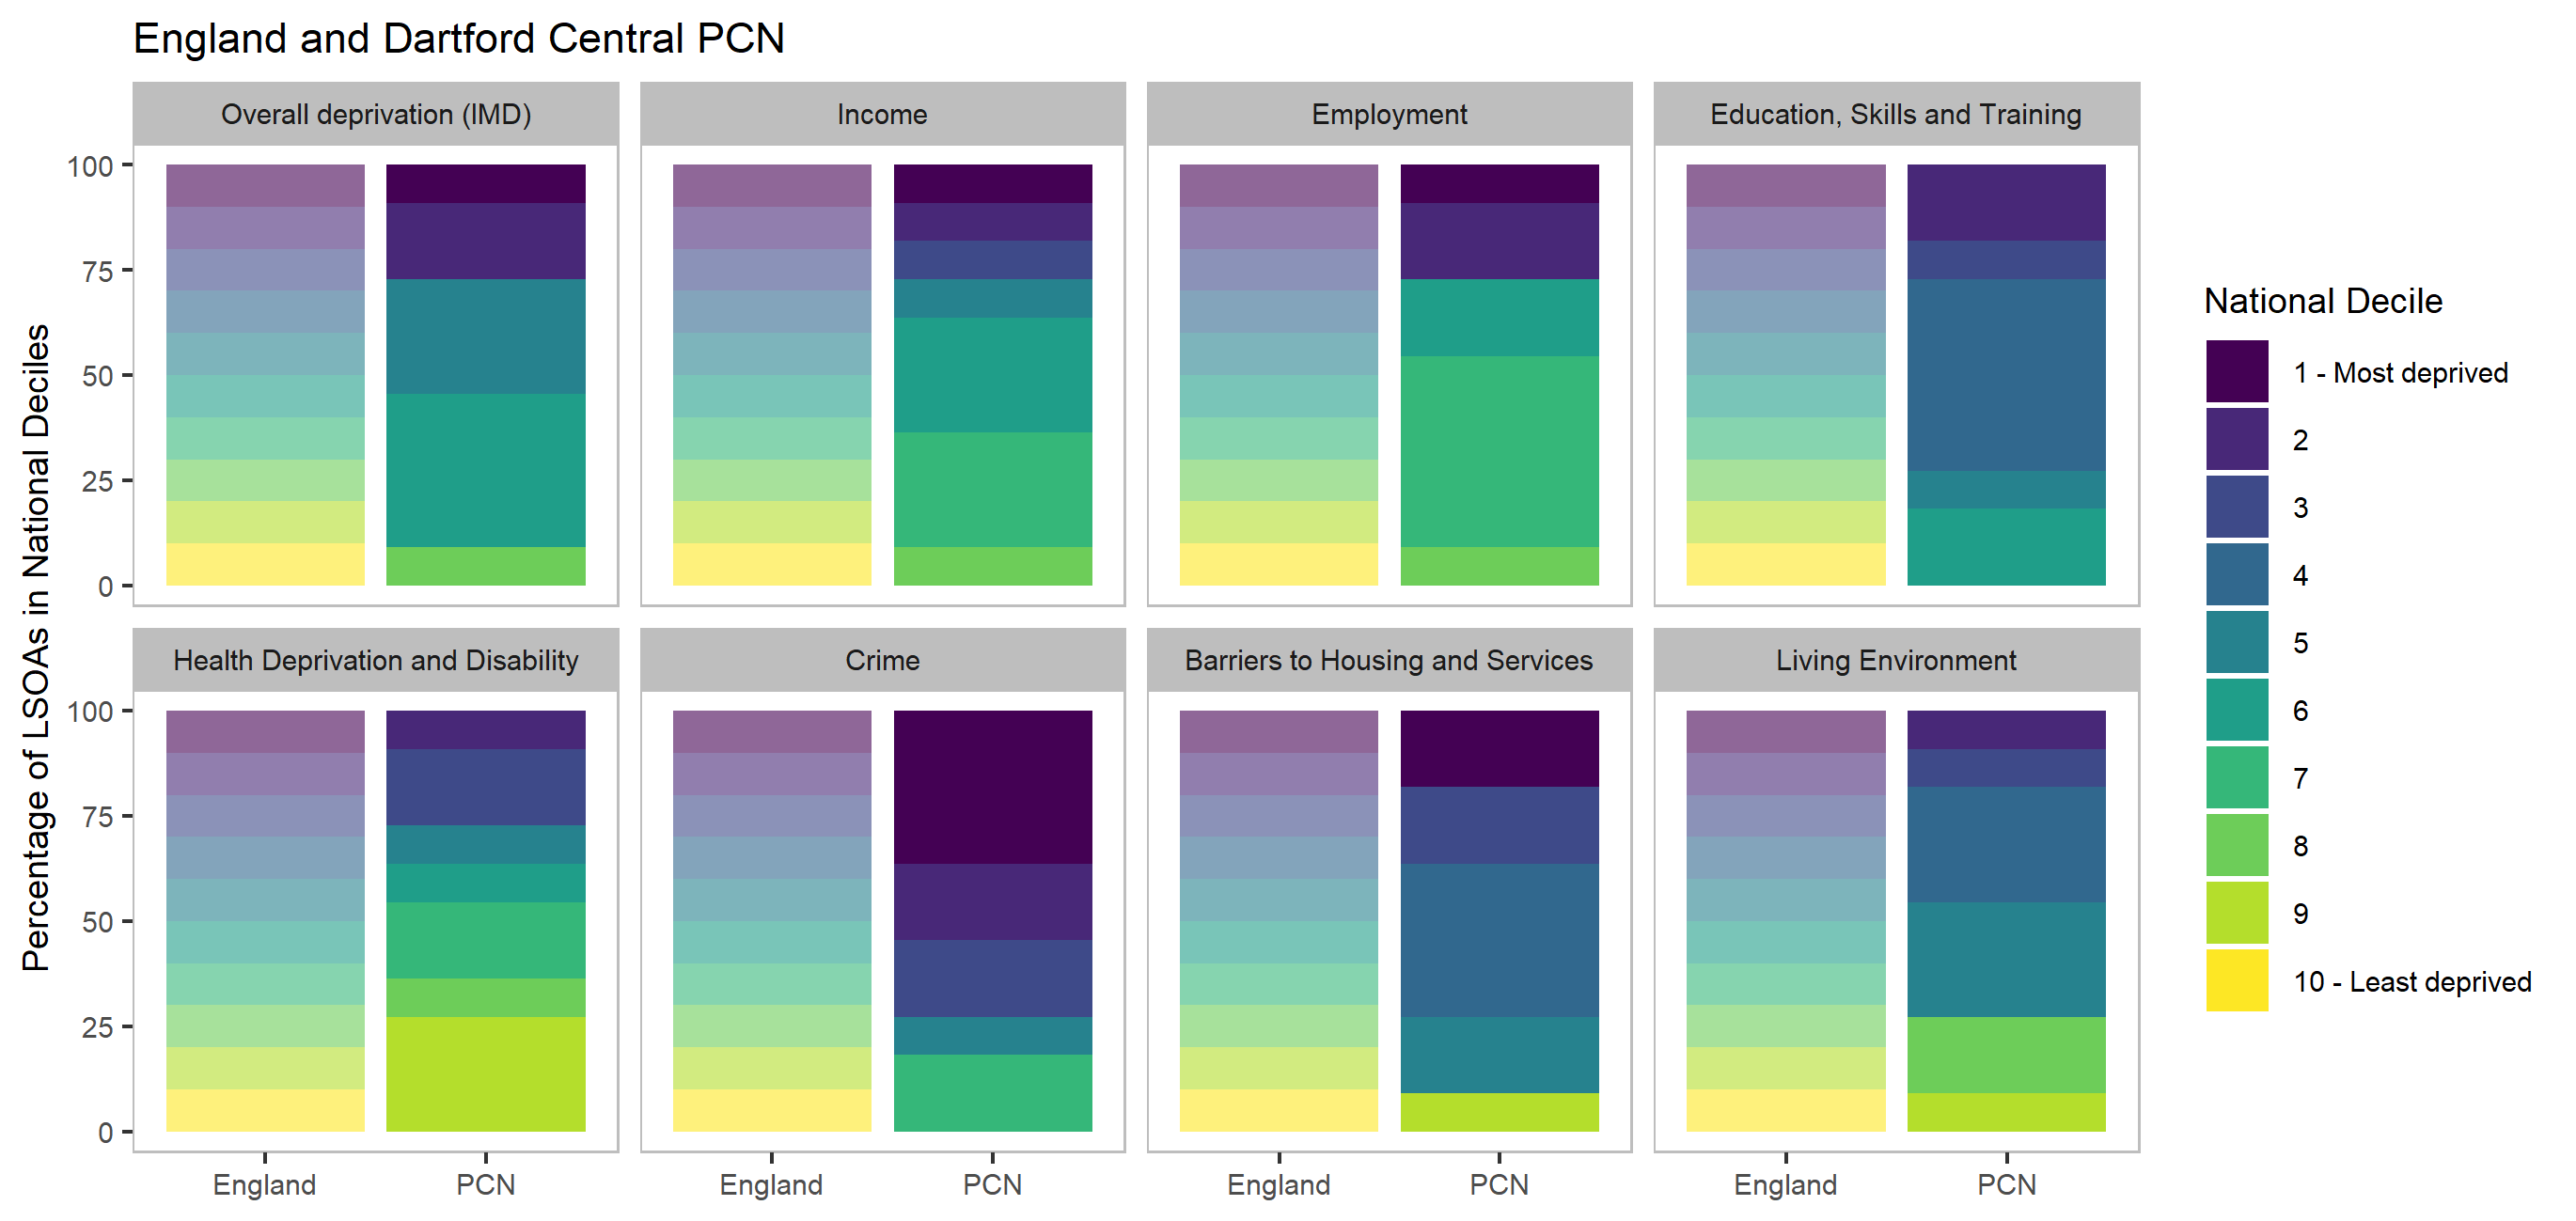 England and Dartford Central PCN
Overall deprivation (IMD)
Income
Employment
Education, Skills and Training
100
75
50
25
0
Health Deprivation and Disability
Crime
Barriers to Housing and Services
Living Environment
100
75
50
25
0
England
PCN
England
PCN
England
PCN
England
PCN
Percentage of LSOAs in National Deciles
National Decile
1 - Most deprived
2
3
4
5
6
7
8
9
10 - Least deprived